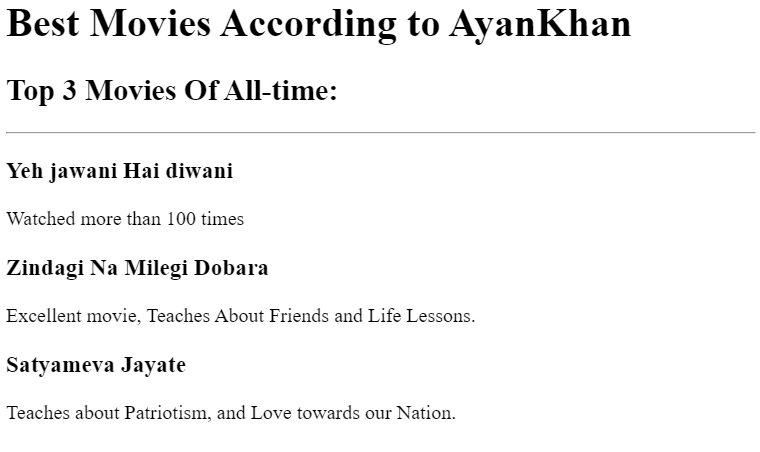 Best Movies According to AyanKhan
Top 3 Movies Of All-time:
Yeh jawani Hai diwani
Watched more than 100 times
Zindagi Na Milegi Dobara
Excellent movie, Teaches About Friends and Life Lessons.
Satyameva Jayate
Teaches about Patriotism, and Love towards our Nation.